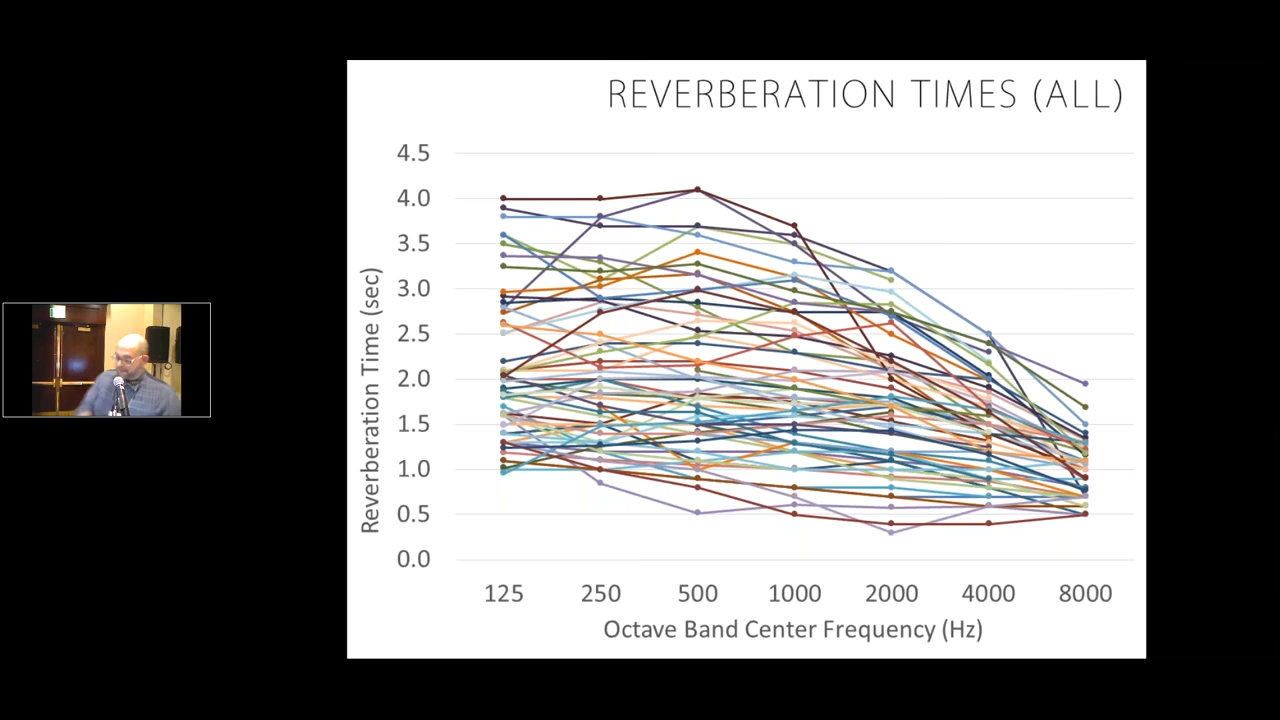 REVERBERATION TIMES (ALL)
4.5
4.0
3.5
3.0
2.5
2.0
1.5
1.0
0.5
0.0
Reverberation Time (sec)
125 250 500 1000 2000 4000 8000
Octave Band Center Frequency (Hz)